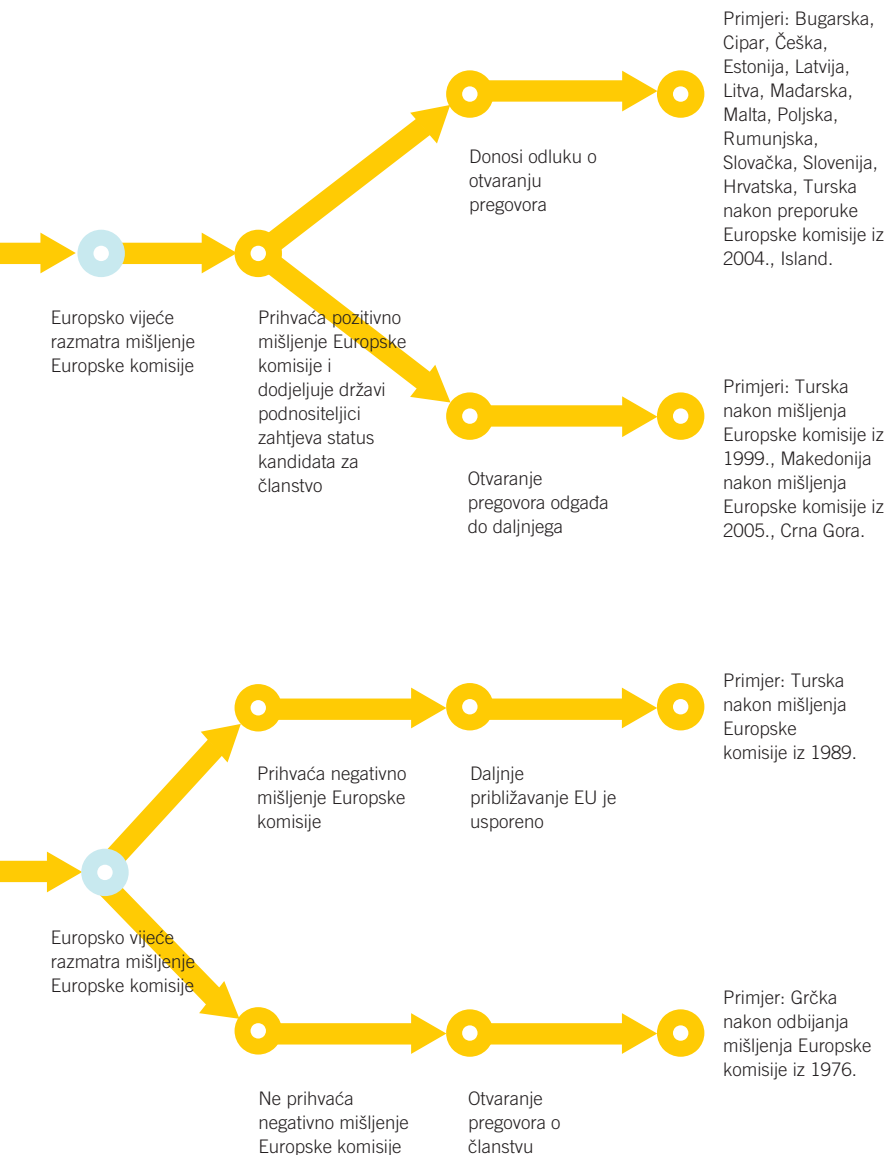 Europsko vijeće
razmatra mišljenje
Europske komisije
Prihvaća pozitivno
mišljenje Europske
komisije i
dodjeljuje državi
podnositeljici
zahtjeva status
kandidata za
članstvo
Donosi odluku o
otvaranju
pregovora
Primjeri: Bugarska,
Cipar, Češka,
Estonija, Latvija,
Litva, Mađarska,
Malta, Poljska,
Rumunjska,
Slovačka, Slovenija,
Hrvatska, Turska
nakon preporuke
Europske komisije iz
2004., Island.
Otvaranje
pregovora odgađa
do daljnjega
Primjeri: Turska
nakon mišljenja
Europske komisije iz
1999., Makedonija
nakon mišljenja
Europske komisije iz
2005., Crna Gora.
Europsko vijeće
razmatra mišljenje
Europske komisije
Prihvaća negativno
mišljenje Europske
komisije
Daljnje
približavanje EU je
usporeno
Primjer: Turska
nakon mišljenja
Europske
komisije iz 1989.
Ne prihvaća
negativno mišljenje
Europske komisije
Otvaranje
pregovora o
članstvu
Primjer: Grčka
nakon odbijanja
mišljenja Europske
komisije iz 1976.